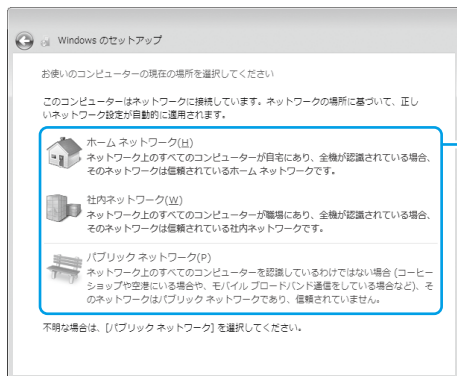 Windows のセットアップ
お使いのコンピューターの現在の場所を選択してください
このコンピューターはネットワークに接続しています。ネットワークの場所に基づいて、正し
いネットワーク設定が自動的に適用されます。
ホーム ネットワーク(H)
ネットワーク上のすべてのコンピューターが自宅にあり、全機が認識されている場合、
そのネットワークは信頼されているホーム ネットワークです。
社内ネットワーク(W)
ネットワーク上のすべてのコンピューターが職場にあり、全機が認識されている場合、
そのネットワークは信頼されている社内ネットワークです。
パブリック ネットワーク(P)
ネットワーク上のすべてのコンピューターを認識しているわけではない場合 (コーヒー
ショップや空港にいる場合や、モバイル ブロードバンド通信をしている場合など)、そ
のネットワークはパブリック ネットワークであり、信頼されていません。
不明な場合は、[パブリック ネットワーク] を選択してください。